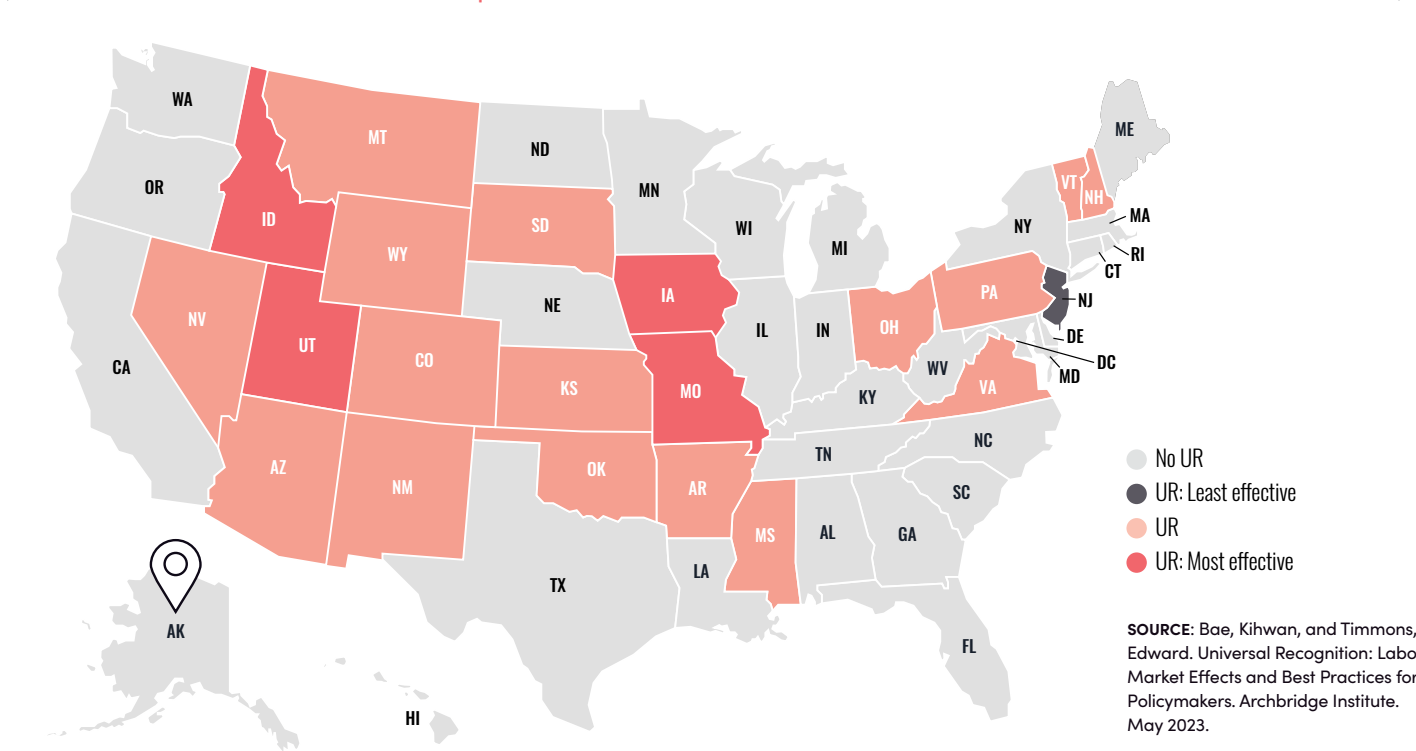 WA
MT
ND
MN
ME
OR
ID
SD
WI
MI
NY
VT
NH
MA
RI
CT
WY
IA
NE
PA
NJ
NV
UT
CO
IL
IN
OH
DE
DC
MD
WV
VA
CA
KS
MO
KY
AZ
NM
OK
AR
TN
NC
SC
MS
AL
GA
TX
LA
FL
AK
HI
No UR
UR: Least effective
UR
UR: Most effective
SOURCE: Bae, Kihwan, and Timmons,
Edward. Universal Recognition: Labo
Market Effects and Best Practices for
Policymakers. Archbridge Institute.
May 2023.